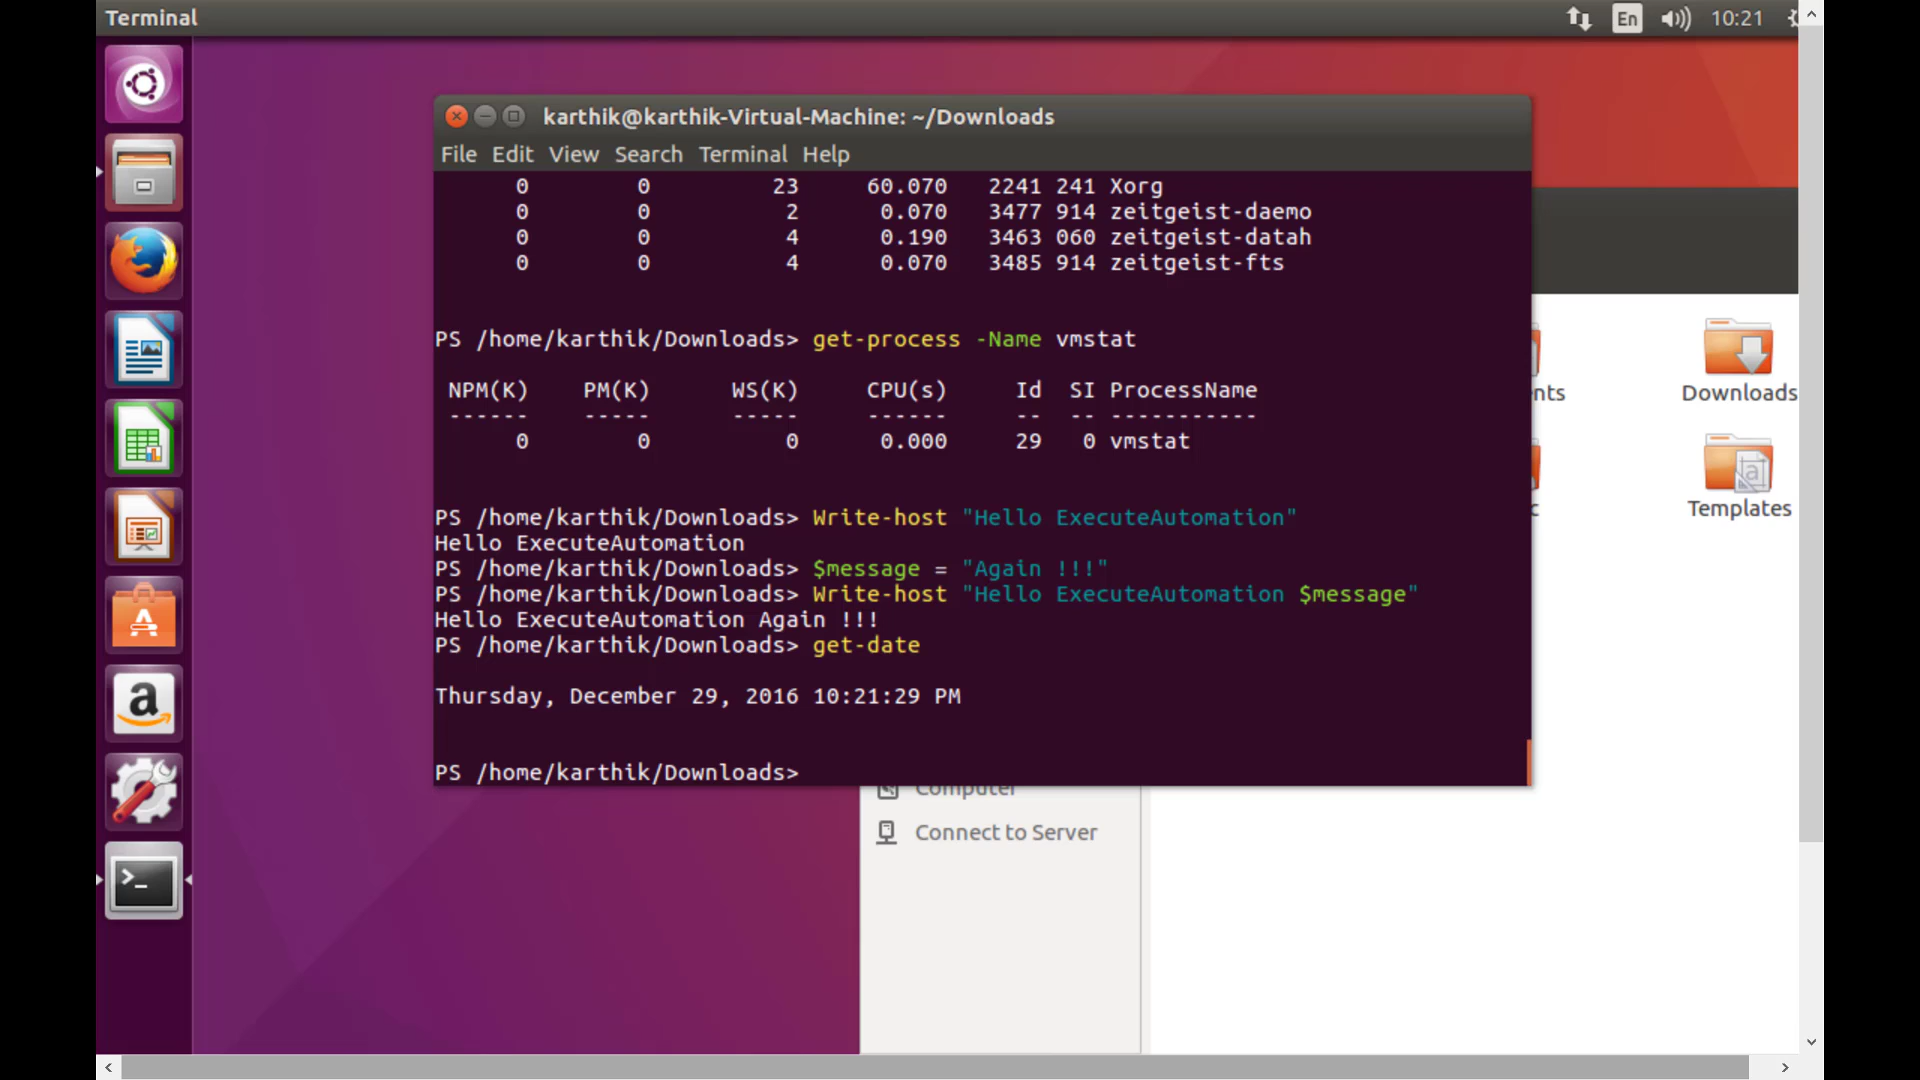 Terminal
En 10:21
karthik@karthik-Virtual-Machine: ~/Downloads
File Edit View Search Terminal Help
0 0 23 60.070 2241 241 Xorg
0 0 2 0.070 3477 914 zeitgeist-daemo
0 0 4 0.190 3463 060 zeitgeist-datah
0 0 4 0.070 3485 914 zeitgeist-fts
PS /home/karthik/Downloads> get-process -Name vmstat
NPM(K) PM(K) WS(K) CPU(s) Id SI ProcessName
------ ----- ----- ------ -- -- -----------
0 0 0 0.000 29 0 vmstat
PS /home/karthik/Downloads> Write-host "Hello ExecuteAutomation"
Hello ExecuteAutomation
PS /home/karthik/Downloads> $message = "Again !!!"
PS /home/karthik/Downloads> Write-host "Hello ExecuteAutomation $message"
Hello ExecuteAutomation Again !!!
PS /home/karthik/Downloads> get-date
Thursday, December 29, 2016 10:21:29 PM
PS /home/karthik/Downloads>
nts
Downloads
c
Templates
Computer
Connect to Server